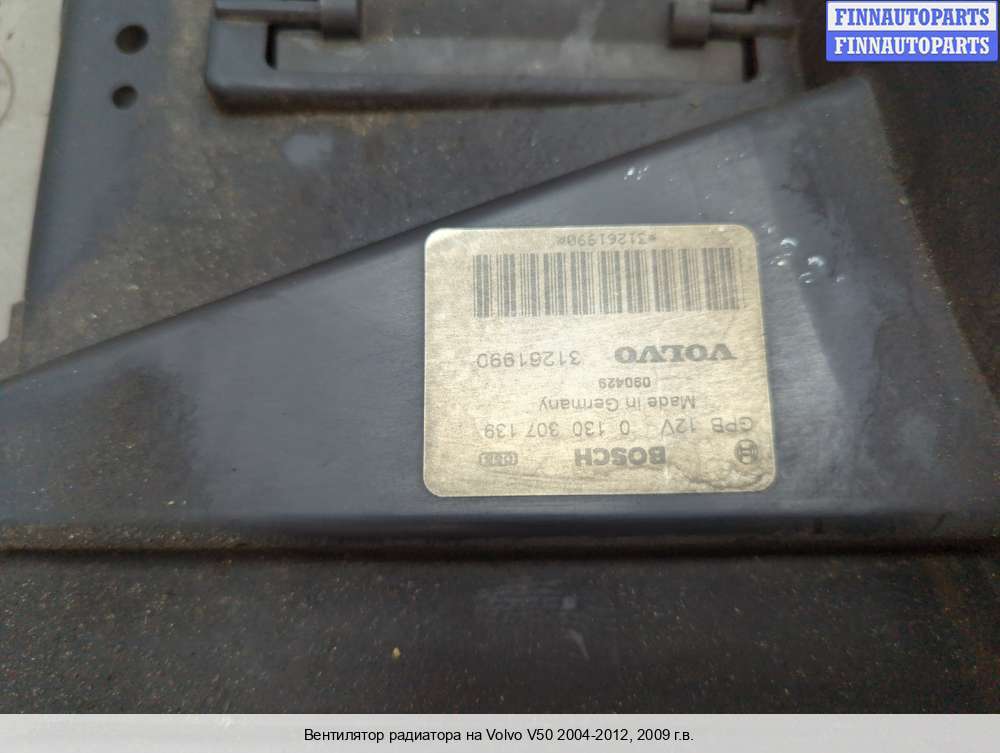 FINNAUTOPARTS
FINNAUTOPARTS
BOSCH
GPB 12V 0 130 307 139
Made in Germany
090429
VOLVO 31261990
*31261990*
Вентилятор радиатора на Volvo V50 2004-2012, 2009 г.в.